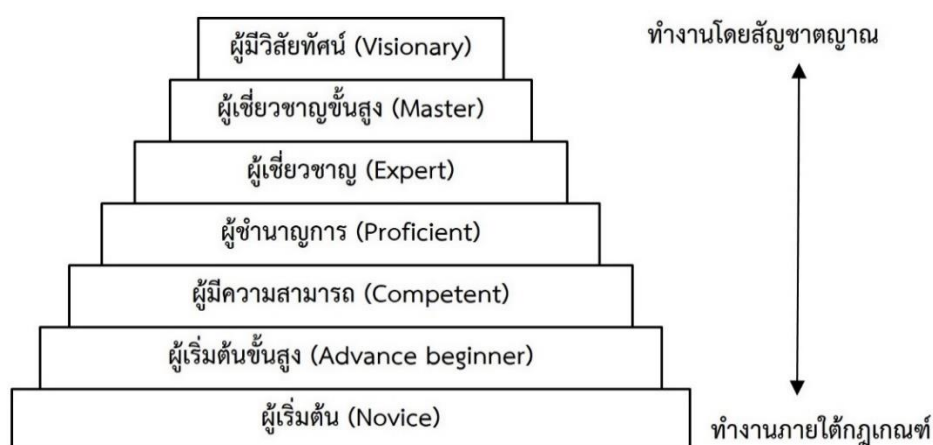 ผู้มีวิสัยทัศน์ (Visionary)
ทำงานโดยสัญชาตญาณ
ผู้เชี่ยวชาญขั้นสูง (Master)
ผู้เชี่ยวชาญ (Expert)
ผู้ชำนาญการ (Proficient)
ผู้มีความสามารถ (Competent)
ผู้เริ่มต้นขั้นสูง (Advance beginner)
ผู้เริ่มต้น (Novice)
ทำงานภายใต้กฎเกณฑ์